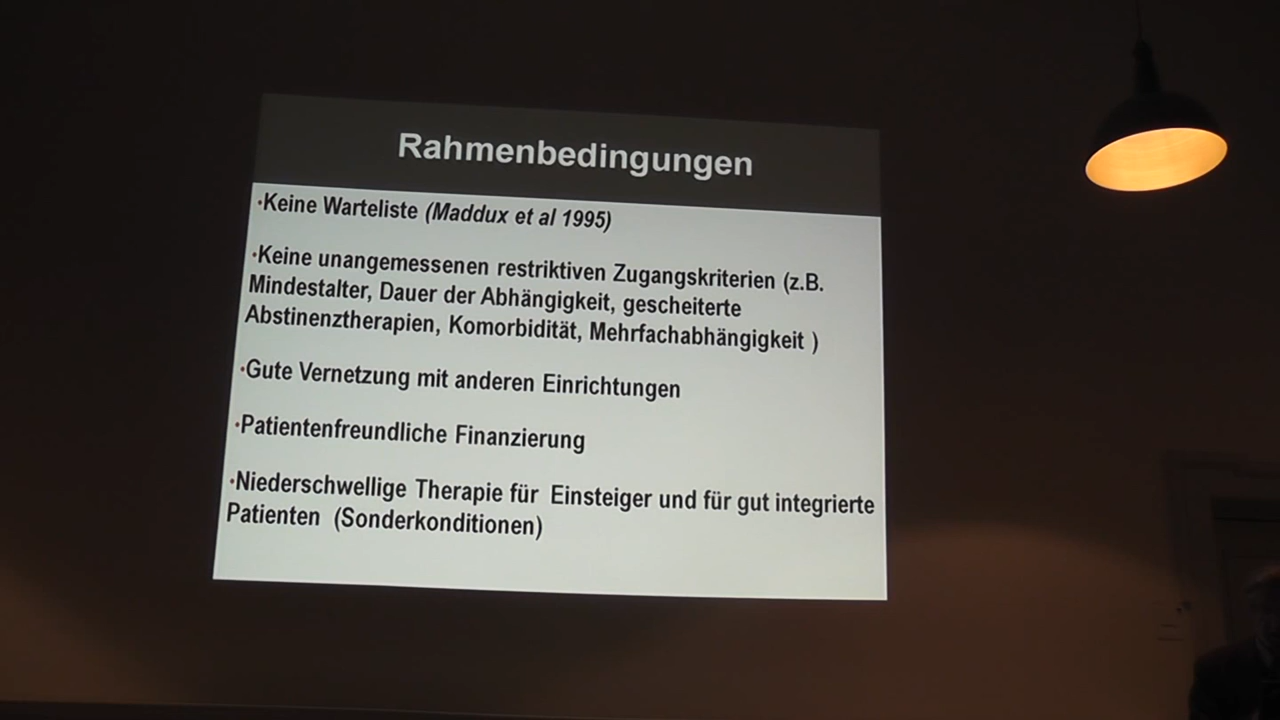 Rahmenbedingungen
•Keine Warteliste (Maddux et al 1995)
•Keine unangemessenen restriktiven Zugangskriterien (z.B.
Mindestalter, Dauer der Abhängigkeit, gescheiterte
Abstinenztherapien, Komorbidität, Mehrfachabhängigkeit )
•Gute Vernetzung mit anderen Einrichtungen
•Patientenfreundliche Finanzierung
•Niederschwellige Therapie für Einsteiger und für gut integrierte
Patienten (Sonderkonditionen)